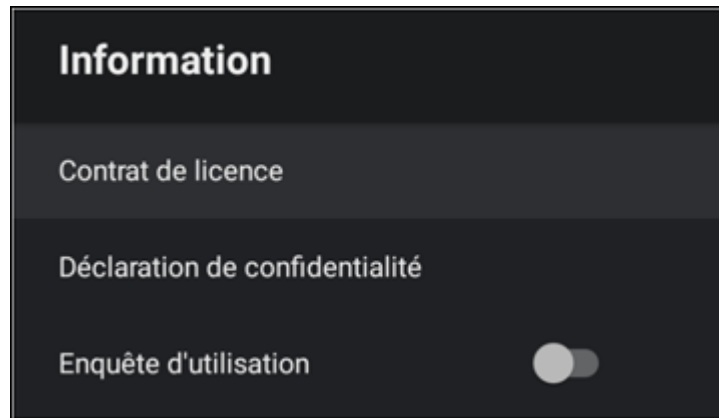 Information
Contrat de licence
Déclaration de confidentialité
Enquête d'utilisation